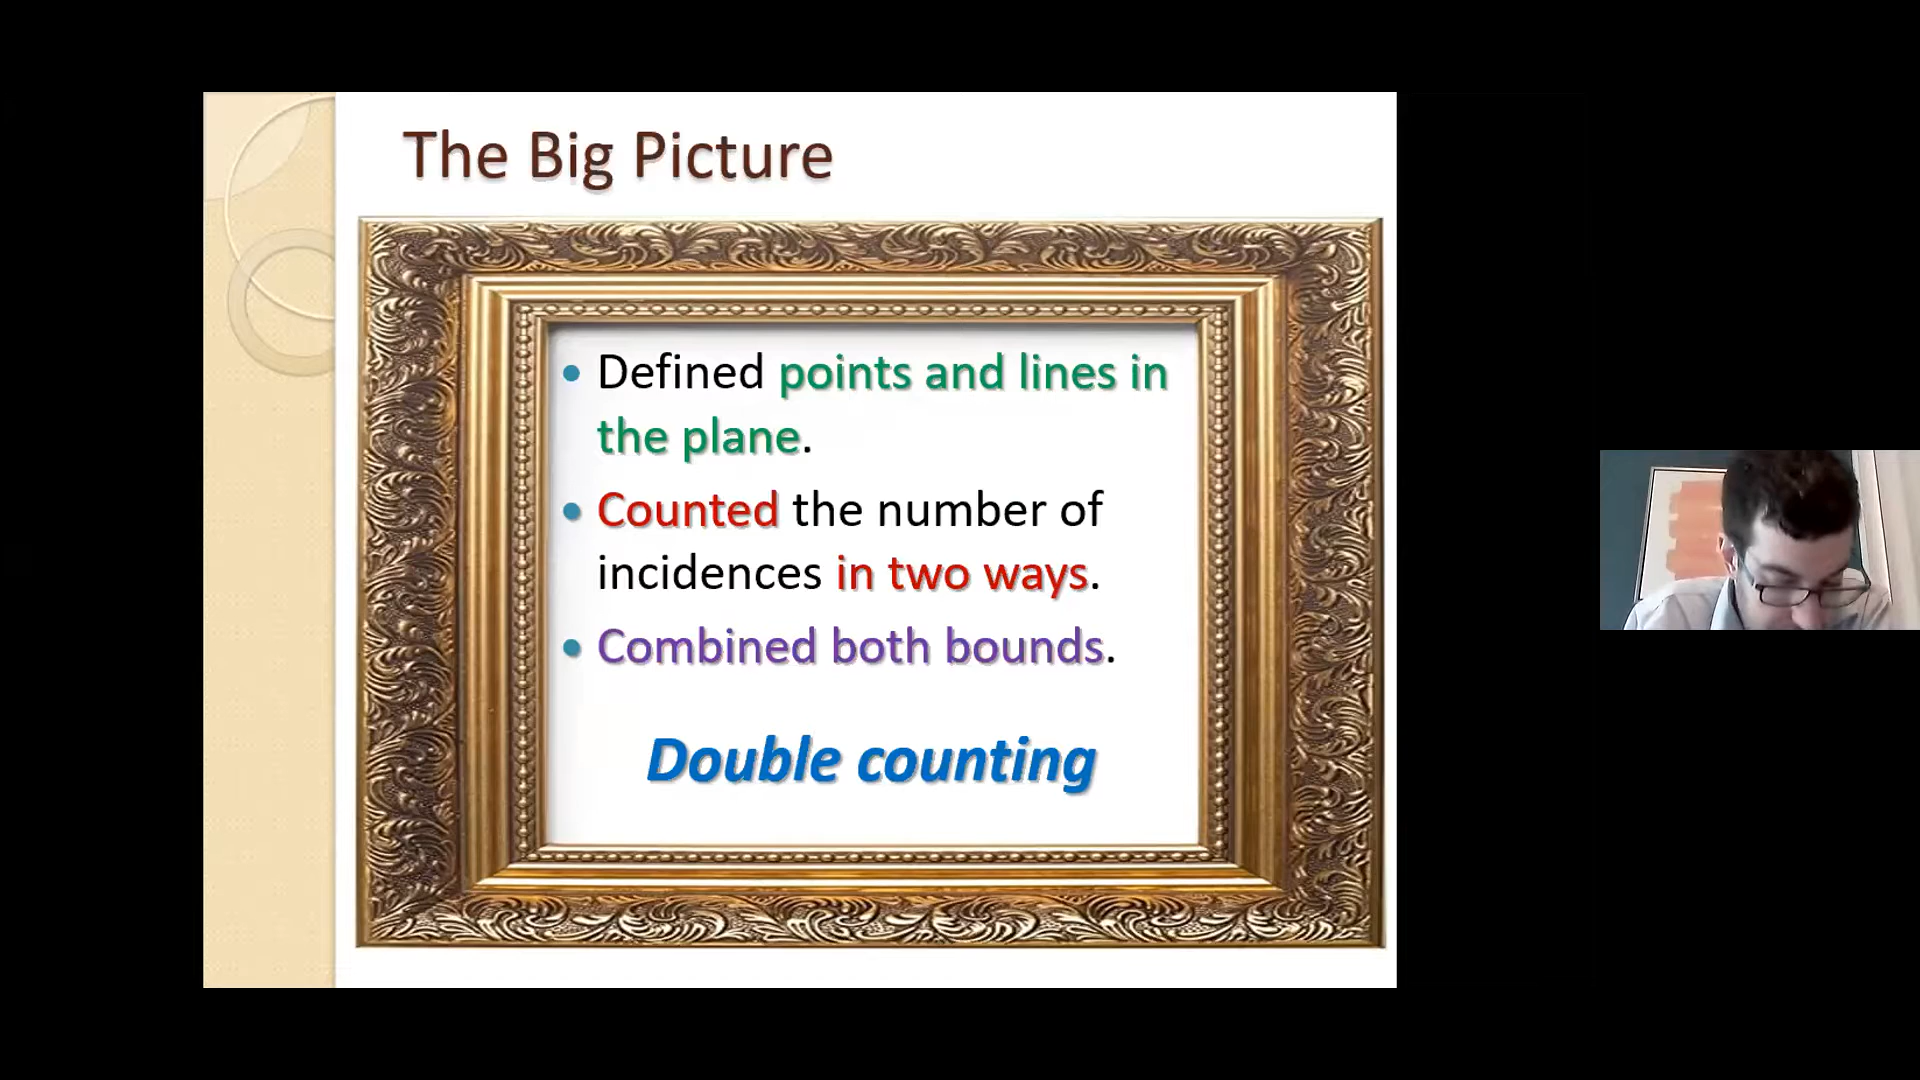 The Big Picture
• Defined points and lines in
the plane.
• Counted the number of
incidences in two ways.
• Combined both bounds.
Double counting